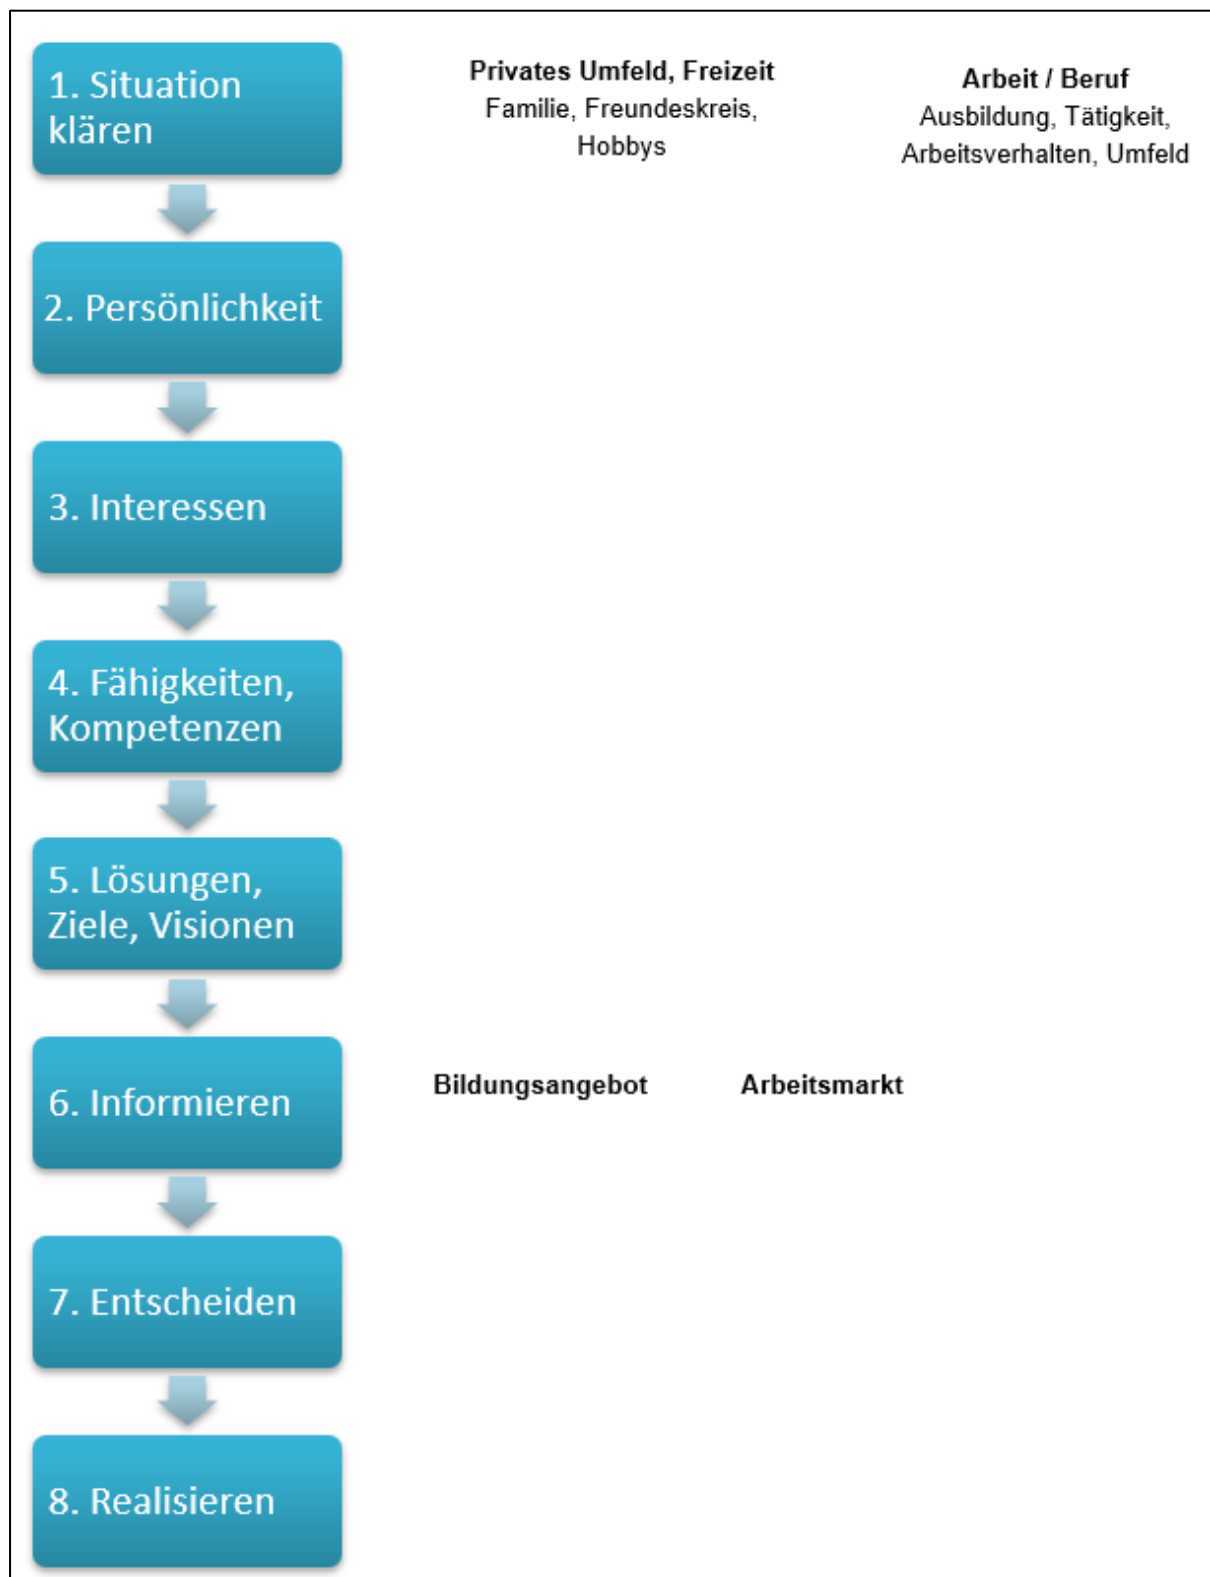 1. Situation
klären
Privates Umfeld, Freizeit
Familie, Freundeskreis,
Hobbys
Arbeit / Beruf
Ausbildung, Tätigkeit,
Arbeitsverhalten, Umfeld
2. Persönlichkeit
3. Interessen
4. Fähigkeiten,
Kompetenzen
5. Lösungen,
Ziele, Visionen
6. Informieren
Bildungsangebot
Arbeitsmarkt
7. Entscheiden
8. Realisieren